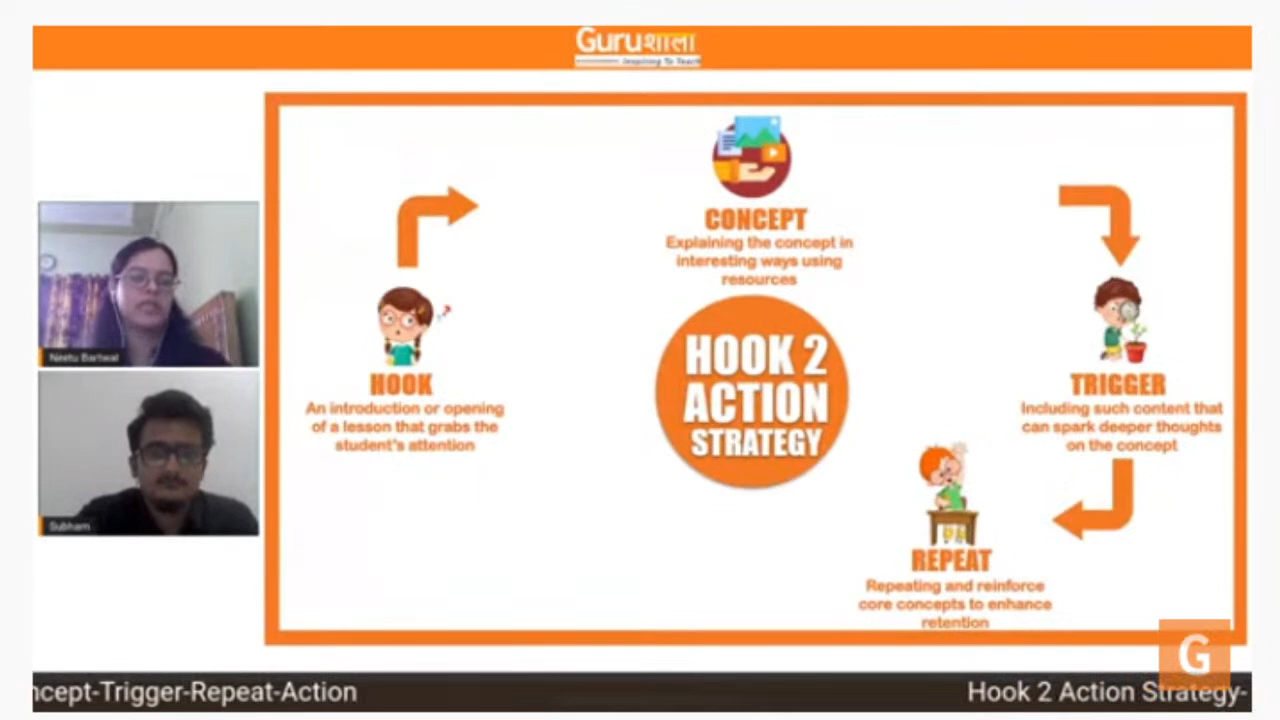 Guruशाला
Inspiring To Teach
CONCEPT
Explaining the concept in
interesting ways using
resources
HOOK
An introduction or opening
of a lesson that grabs the
student's attention
HOOK 2
ACTION
STRATEGY
TRIGGER
Including such content that
can spark deeper thoughts
on the concept
REPEAT
Repeating and reinforce
core concepts to enhance
retention
Neetu Bartwal
Subham
G
ncept-Trigger-Repeat-Action
Hook 2 Action Strategy-